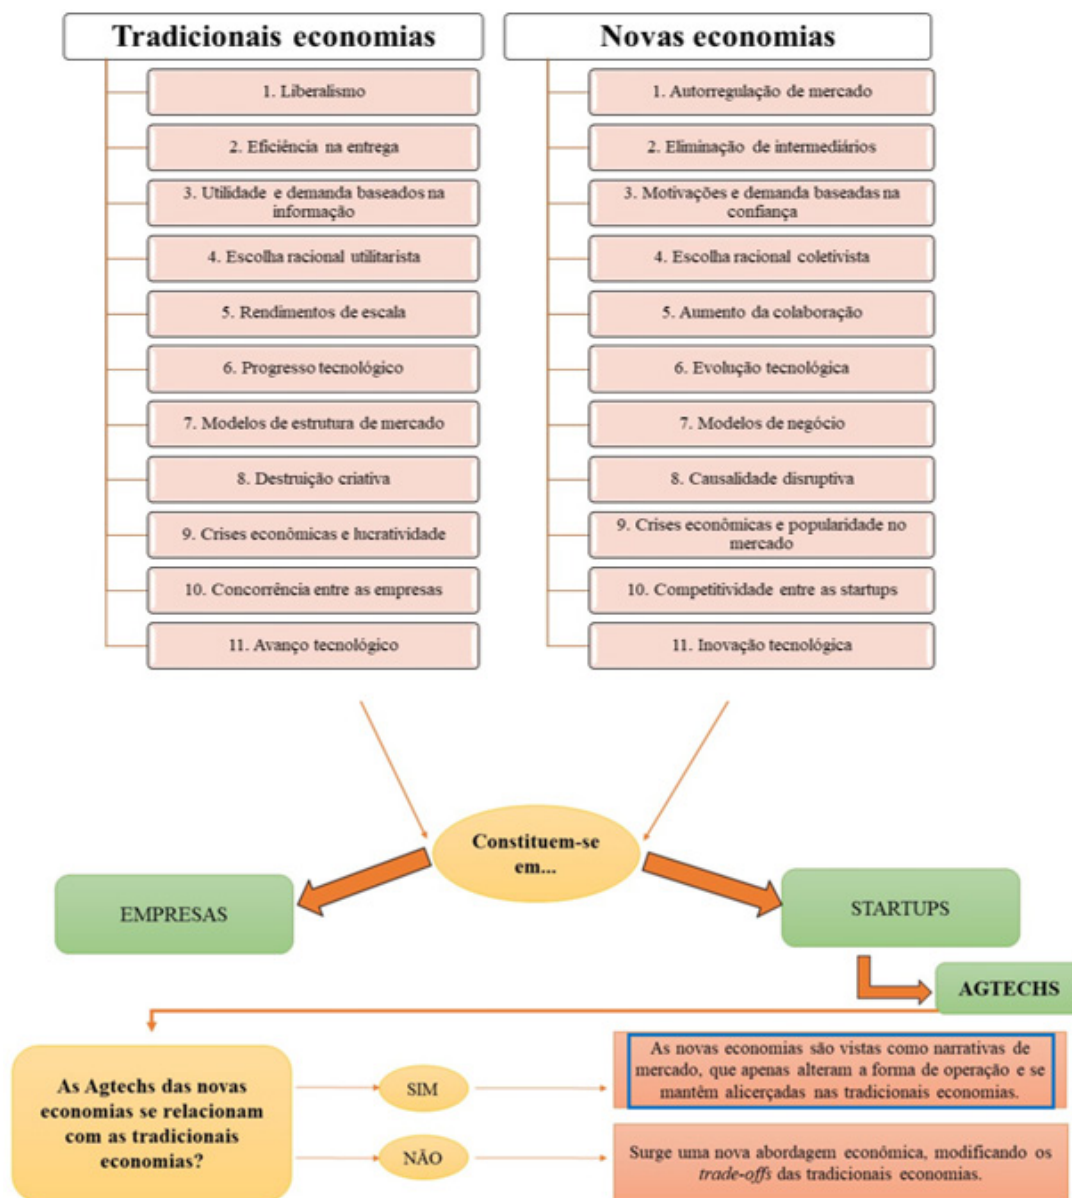 Tradicionais economias
1. Liberalismo
2. Eficiência na entrega
3. Utilidade e demanda baseados na
informação
4. Escolha racional utilitarista
5. Rendimentos de escala
6. Progresso tecnológico
7. Modelos de estrutura de mercado
8. Destruição criativa
9. Crises econômicas e lucratividade
10. Concorrência entre as empresas
11. Avanço tecnológico
Novas economias
1. Autorregulação de mercado
2. Eliminação de intermediários
3. Motivações e demanda baseadas na
confiança
4. Escolha racional coletivista
5. Aumento da colaboração
6. Evolução tecnológica
7. Modelos de negócio
8. Causalidade disruptiva
9. Crises econômicas e popularidade no
mercado
10. Competitividade entre as startups
11. Inovação tecnológica
Constituem-se
em...
EMPRESAS
STARTUPS
AGTECHS
As Agtechs das novas
economias se relacionam
com as tradicionais
economias?
SIM
As novas economias são vistas como narrativas de
mercado, que apenas alteram a forma de operação e se
mantêm alicerçadas nas tradicionais economias.
NÃO
Surge uma nova abordagem econômica, modificando os
trade-offs das tradicionais economias.